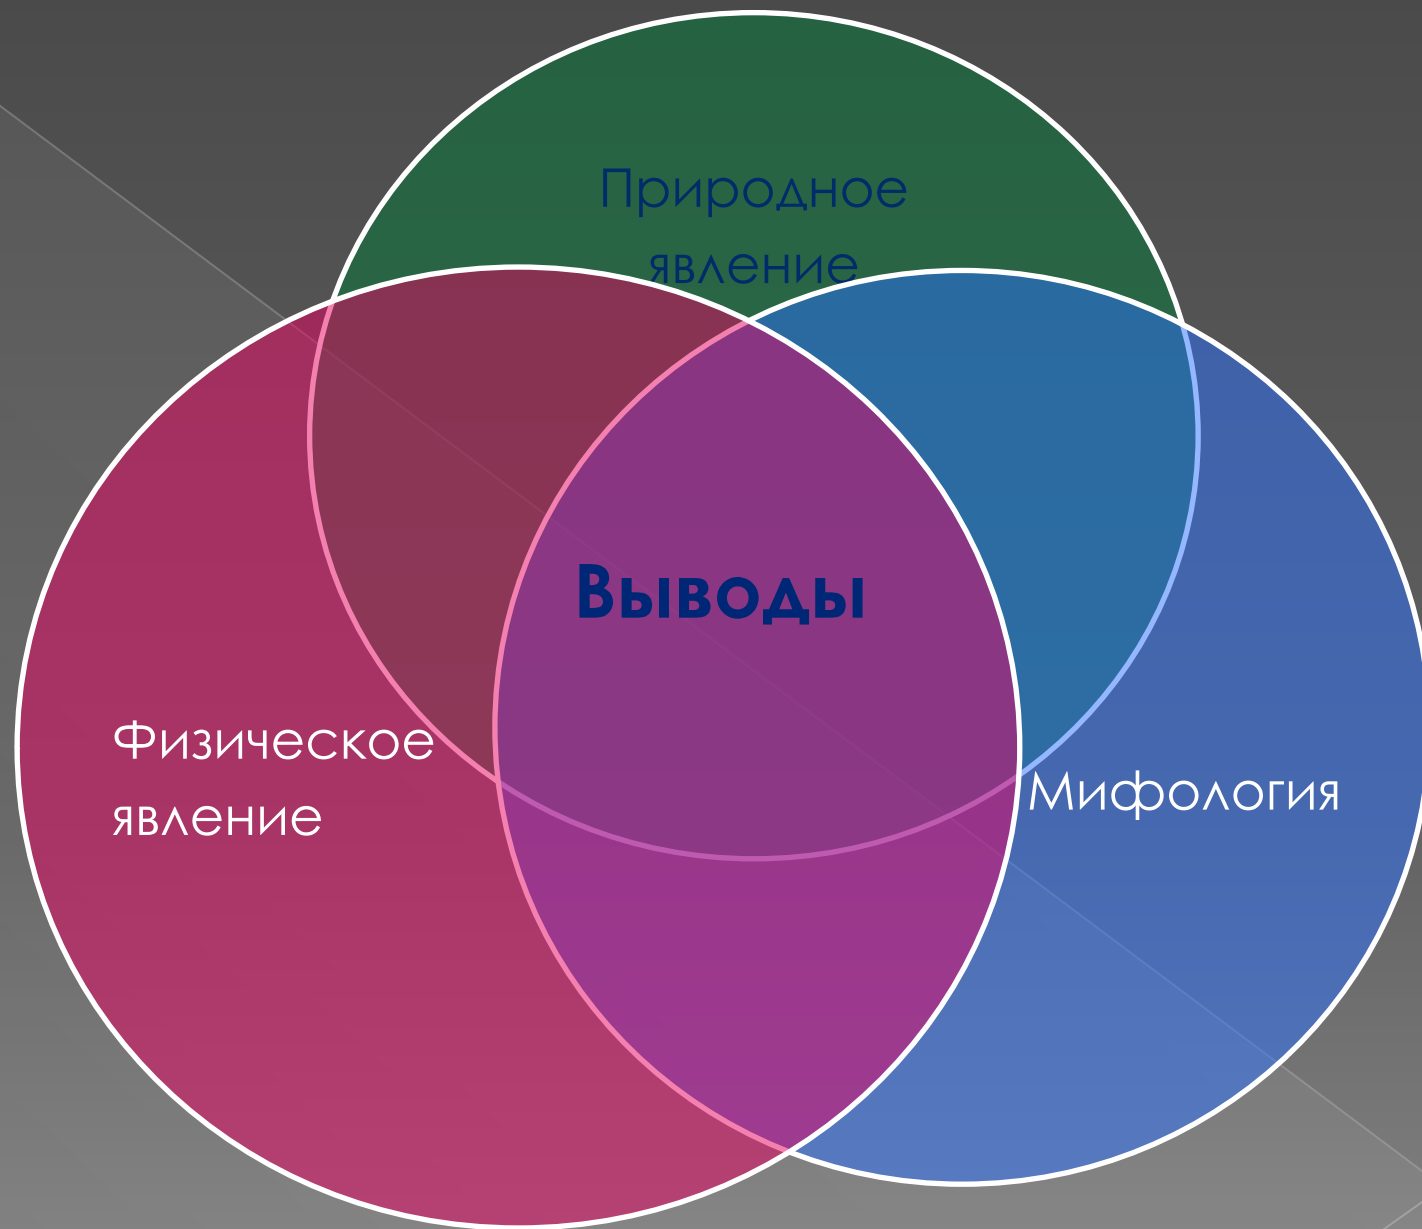 Природное
явление
Выводы
Физическое
явление
Мифология